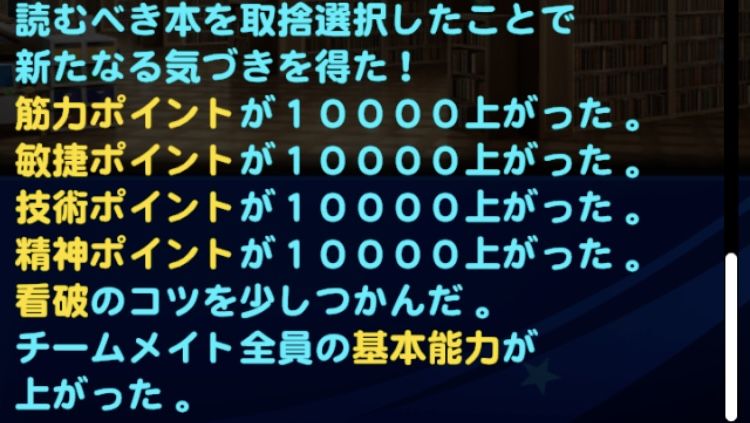 読むべき本を取捨選択したことで
新たなる気づきを得た！
筋力ポイントが１００００上がった。
敏捷ポイントが１００００上がった。
技術ポイントが１００００上がった。
精神ポイントが１００００上がった。
看破のコツを少しつかんだ。
チームメイト全員の基本能力が
上がった。